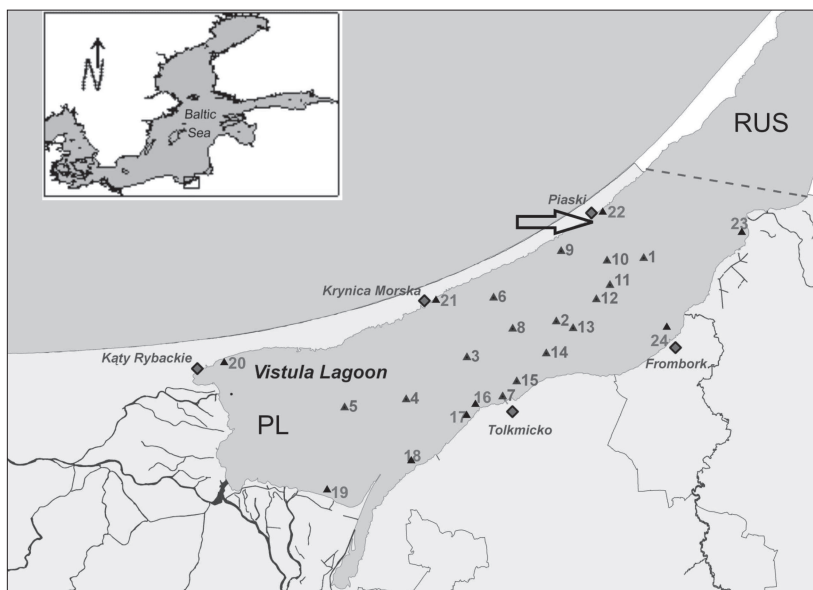 N
Baltic
Sea
RUS
Piaski
22
23
9
10
1
11
Krynica Morska
21
6
12
2
13
8
24
Kąty Rybackie
20
3
14
Frombork
Vistula Lagoon
15
4
16
7
5
17
Tolkmicko
PL
18
19